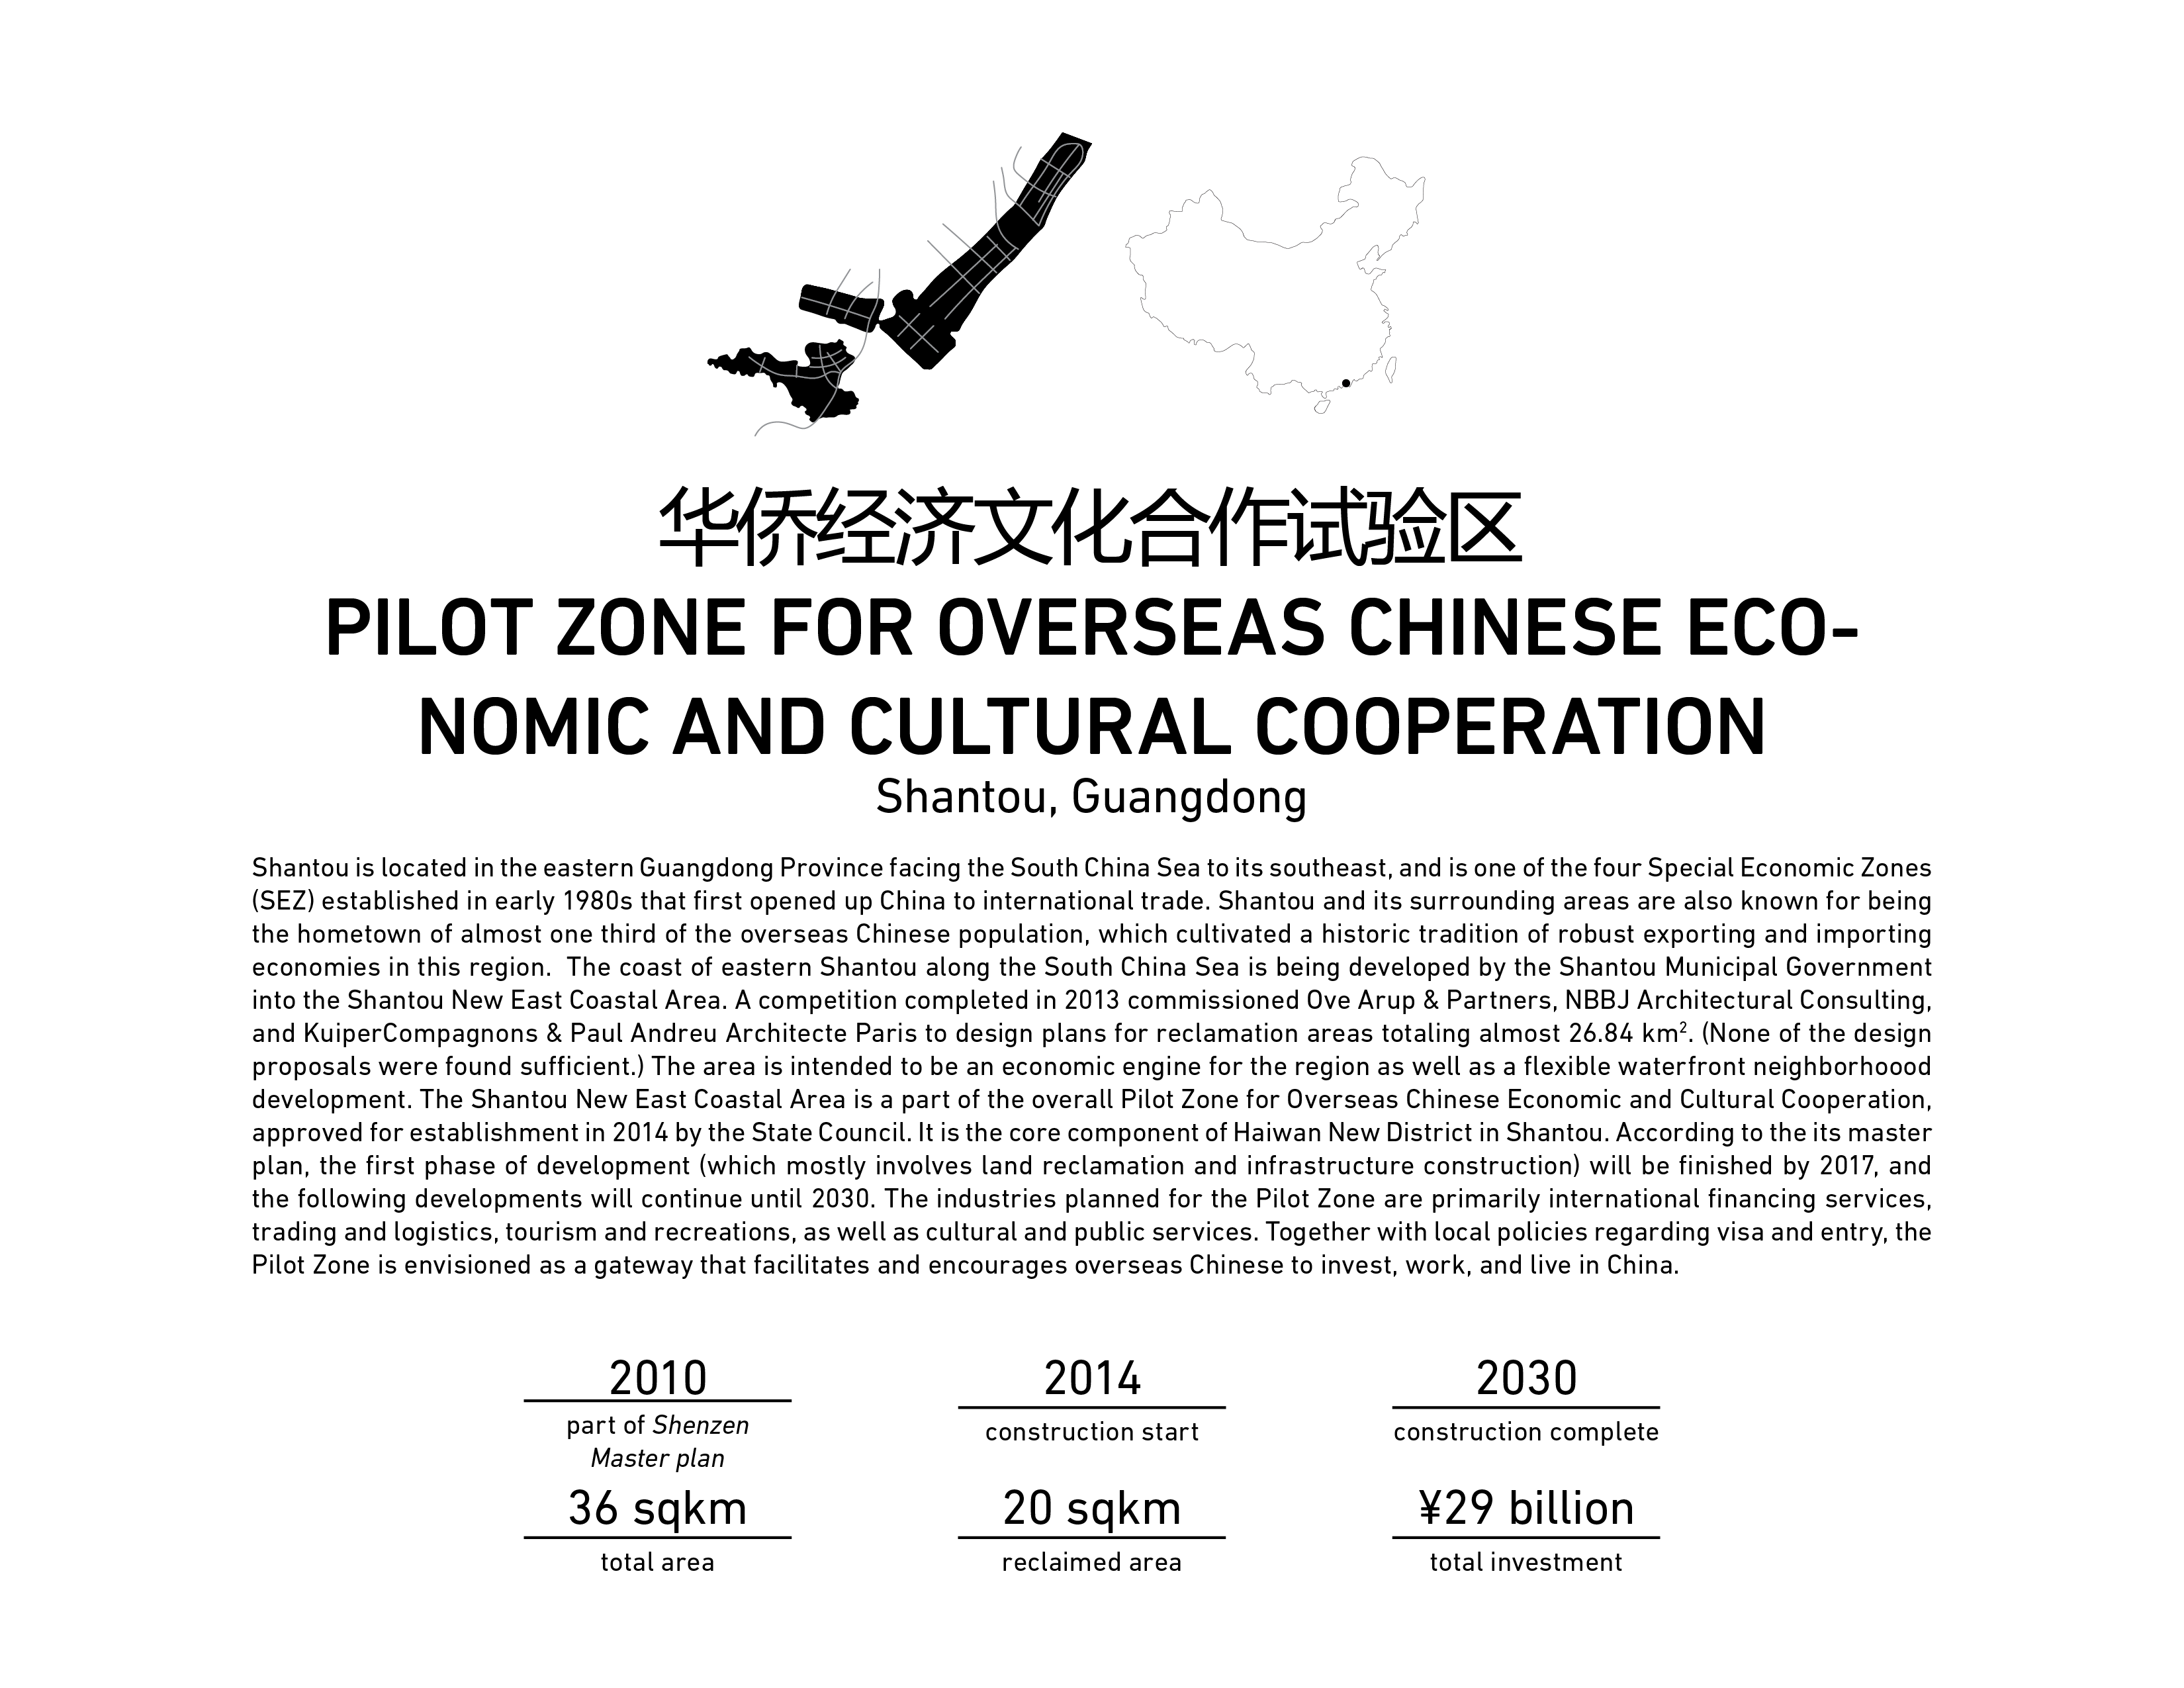 华侨经济文化合作试验区
PILOT ZONE FOR OVERSEAS CHINESE ECO-
NOMIC AND CULTURAL COOPERATION
Shantou, Guangdong
Shantou is located in the eastern Guangdong Province facing the South China Sea to its southeast, and is one of the four Special Economic Zones
(SEZ) established in early 1980s that first opened up China to international trade. Shantou and its surrounding areas are also known for being
the hometown of almost one third of the overseas Chinese population, which cultivated a historic tradition of robust exporting and importing
economies in this region.  The coast of eastern Shantou along the South China Sea is being developed by the Shantou Municipal Government
into the Shantou New East Coastal Area. A competition completed in 2013 commissioned Ove Arup & Partners, NBBJ Architectural Consulting,
and KuiperCompagnons & Paul Andreu Architecte Paris to design plans for reclamation areas totaling almost 26.84 km². (None of the design
proposals were found sufficient.) The area is intended to be an economic engine for the region as well as a flexible waterfront neighborhoood
development. The Shantou New East Coastal Area is a part of the overall Pilot Zone for Overseas Chinese Economic and Cultural Cooperation,
approved for establishment in 2014 by the State Council. It is the core component of Haiwan New District in Shantou. According to the its master
plan, the first phase of development (which mostly involves land reclamation and infrastructure construction) will be finished by 2017, and
the following developments will continue until 2030. The industries planned for the Pilot Zone are primarily international financing services,
trading and logistics, tourism and recreations, as well as cultural and public services. Together with local policies regarding visa and entry, the
Pilot Zone is envisioned as a gateway that facilitates and encourages overseas Chinese to invest, work, and live in China.
2010
part of Shenzen
Master plan
2014
construction start
2030
construction complete
36 sqkm
total area
20 sqkm
reclaimed area
¥29 billion
total investment